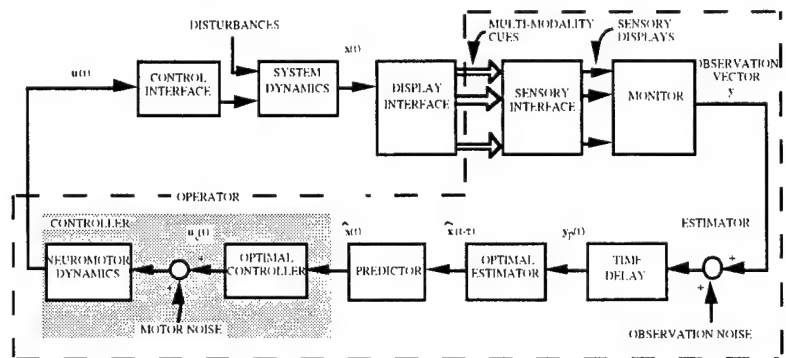 DISTURBANCES
MULTI-MODALITY
CUES
SENSORY
DISPLAYS
u(t)
x(t)
CONTROL
INTERFACE
SYSTEM
DYNAMICS
DISPLAY
INTERFACE
SENSORY
INTERFACE
MONITOR
OBSERVATION
VECTOR
y
OPERATOR
CONTROLLER
ESTIMATOR
u_c(t)
x̂(t)
x̂(t-τ)
y_p(t)
NEUROMOTOR
DYNAMICS
OPTIMAL
CONTROLLER
PREDICTOR
OPTIMAL
ESTIMATOR
TIME
DELAY
+
+
+
+
MOTOR NOISE
OBSERVATION NOISE